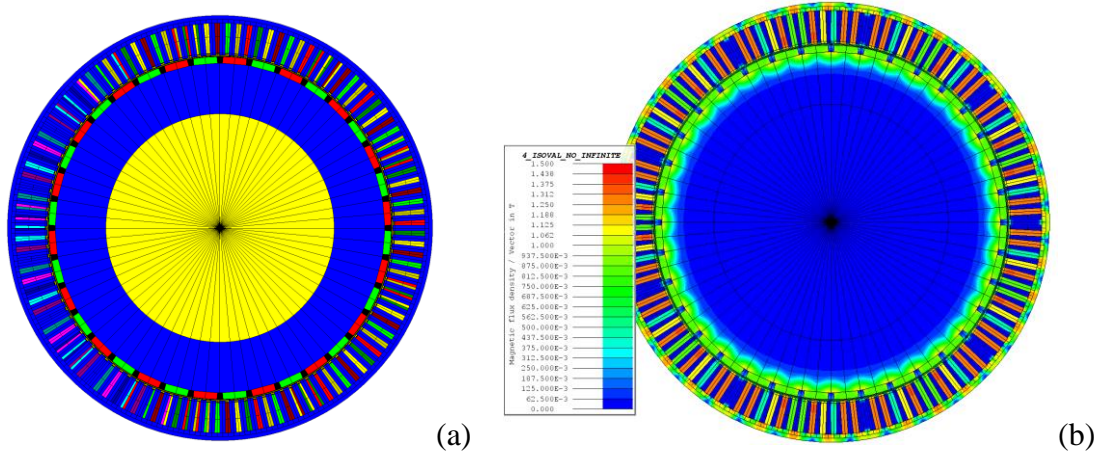 4_ISOVAL_NO_INFINITE
Magnetic flux density / Vector in T
1.500
1.438
1.375
1.312
1.250
1.188
1.125
1.062
1.000
937.500E-3
875.000E-3
812.500E-3
750.000E-3
687.500E-3
625.000E-3
562.500E-3
500.000E-3
437.500E-3
375.000E-3
312.500E-3
250.000E-3
187.500E-3
125.000E-3
62.500E-3
0.000
(a)
(b)